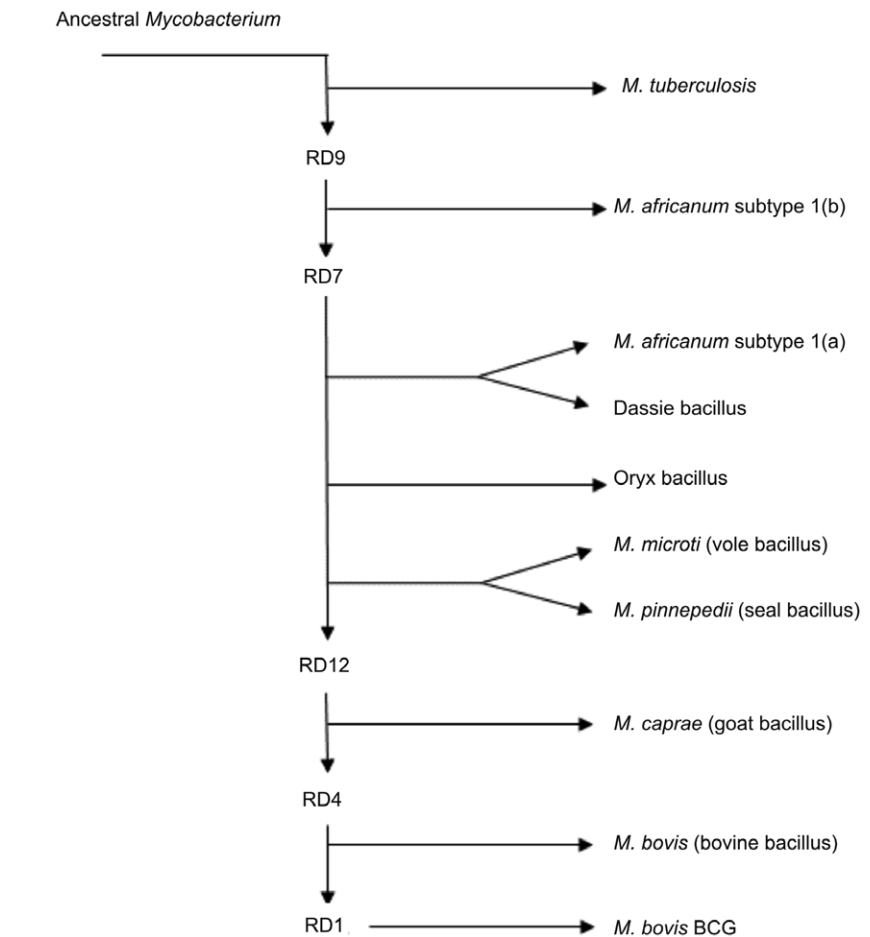 Ancestral Mycobacterium
M. tuberculosis
RD9
M. africanum subtype 1(b)
RD7
M. africanum subtype 1(a)
Dassie bacillus
Oryx bacillus
M. microti (vole bacillus)
M. pinnepedii (seal bacillus)
RD12
M. caprae (goat bacillus)
RD4
M. bovis (bovine bacillus)
RD1
M. bovis BCG